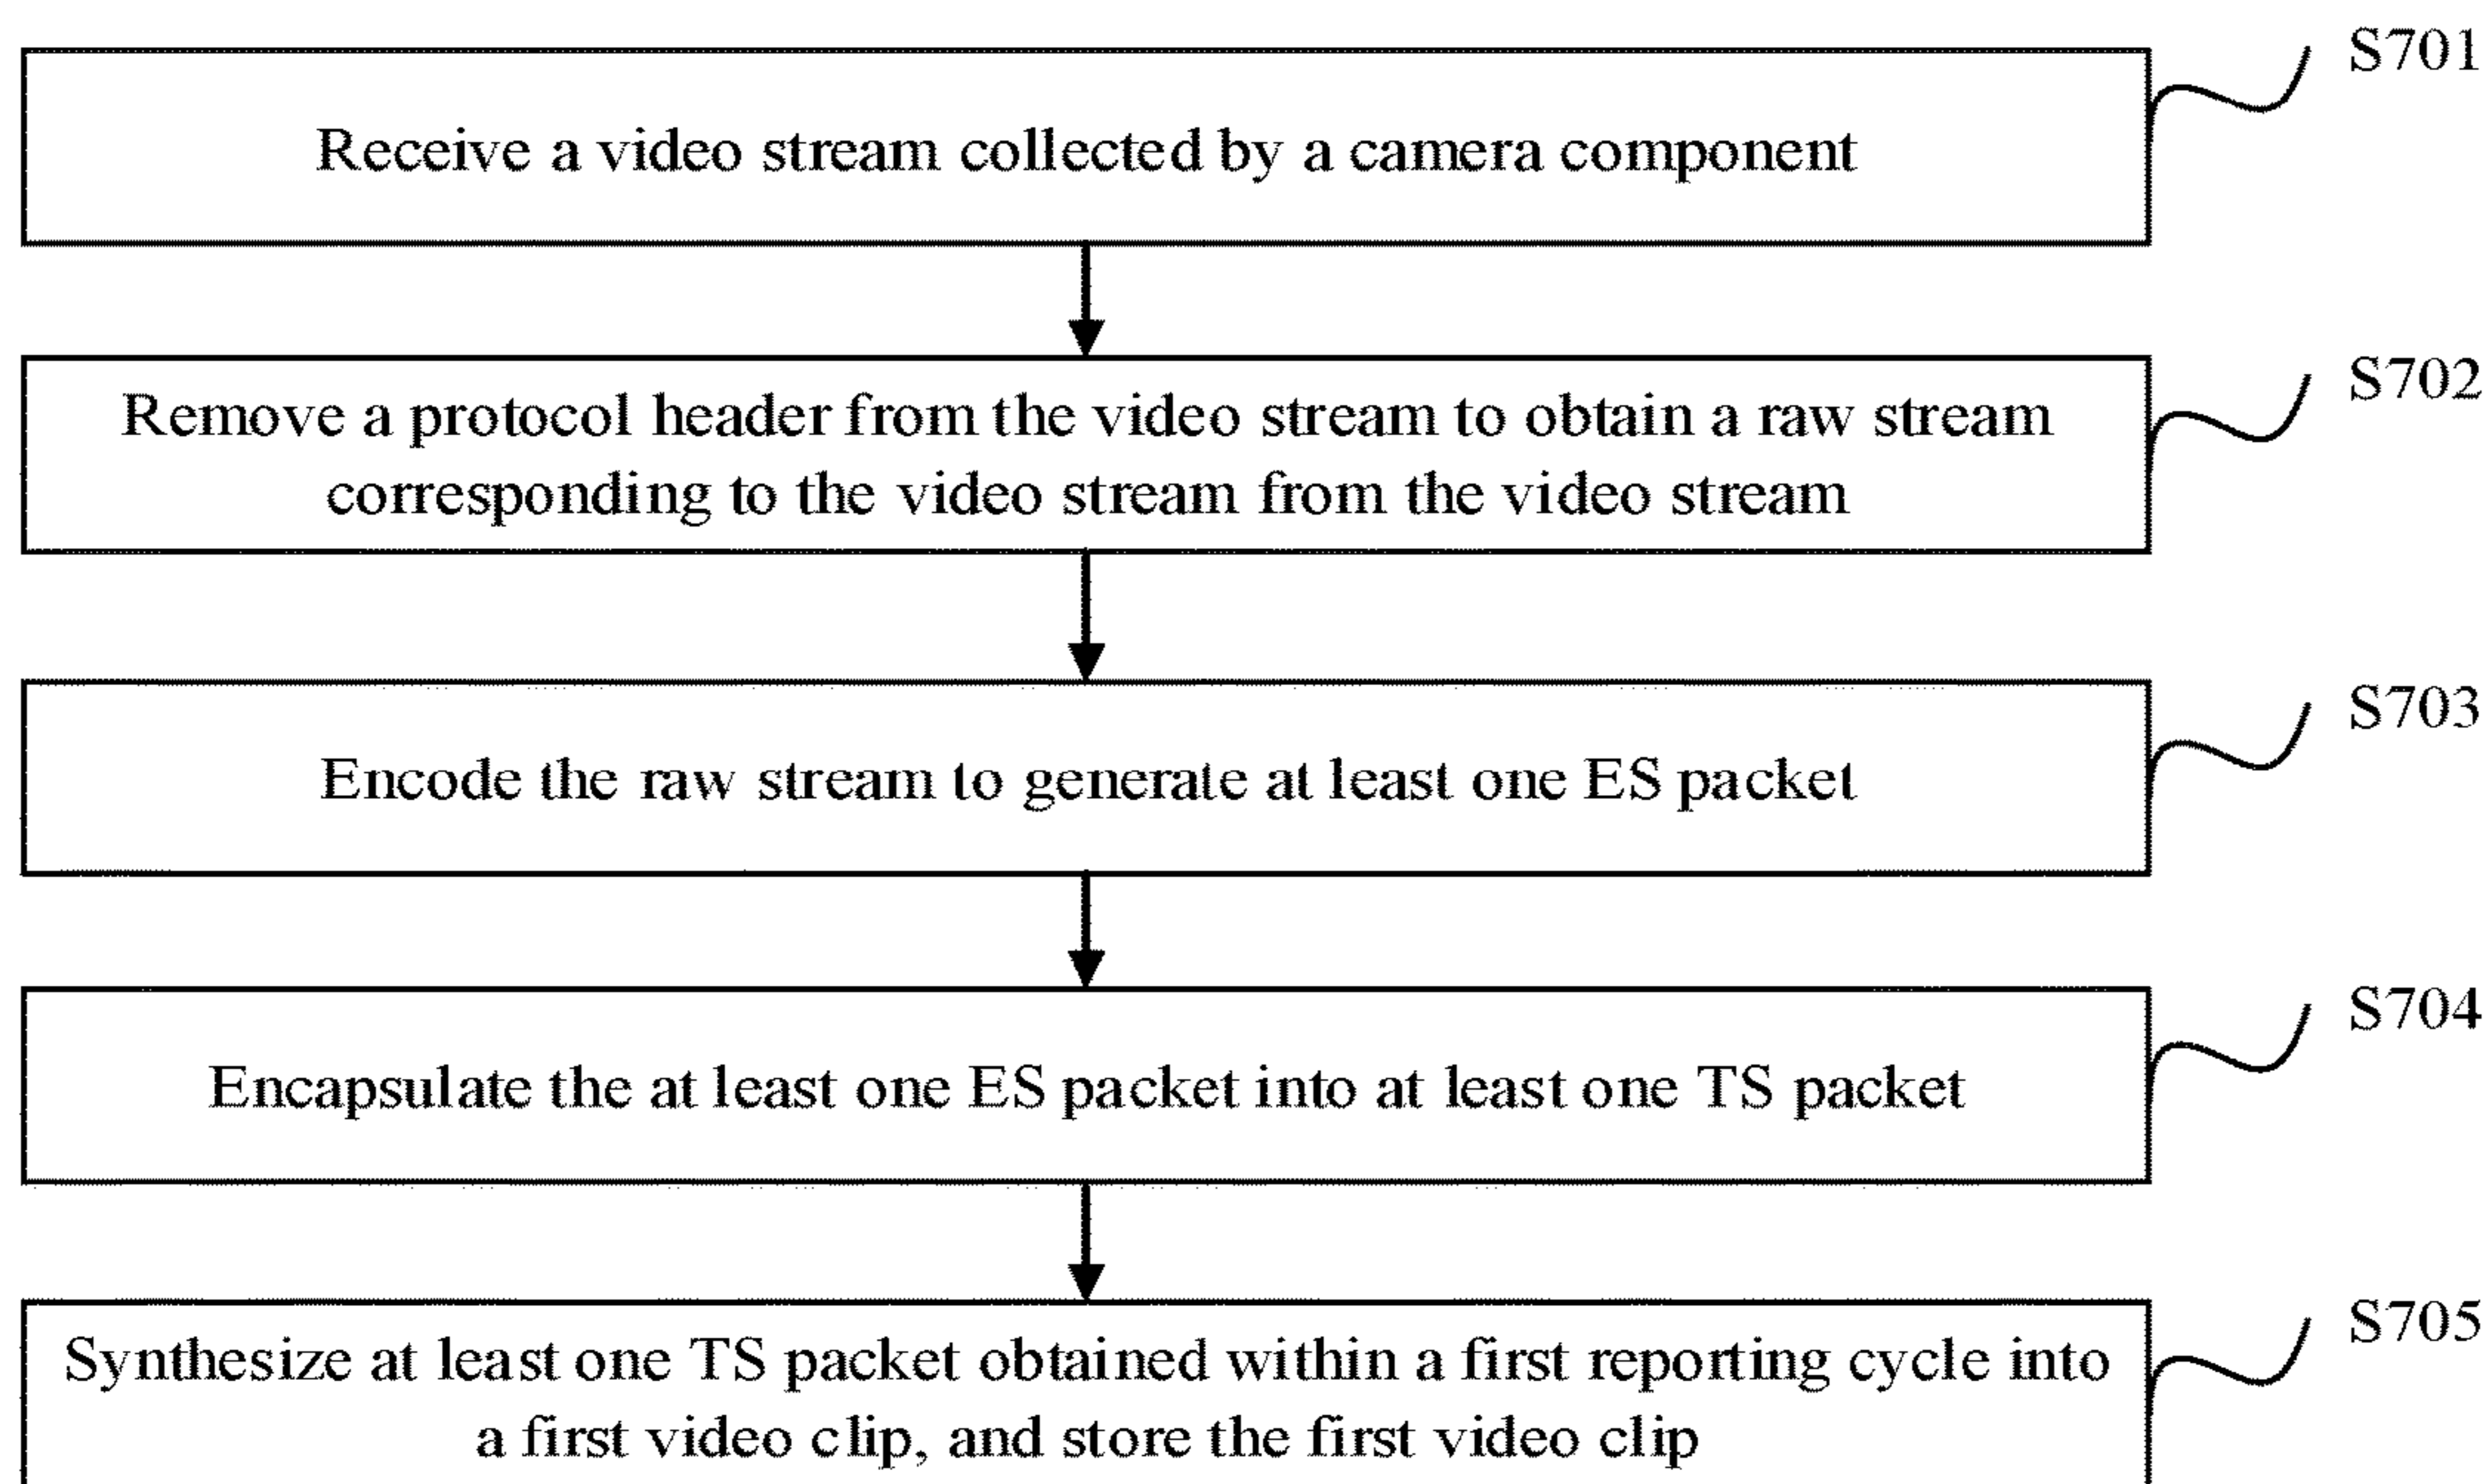 S701
Receive a video stream collected by a camera component
S702
Remove a protocol header from the video stream to obtain a raw stream
corresponding to the video stream from the video stream
S703
Encode the raw stream to generate at least one ES packet
S704
Encapsulate the at least one ES packet into at least one TS packet
S705
Synthesize at least one TS packet obtained within a first reporting cycle into
a first video clip, and store the first video clip